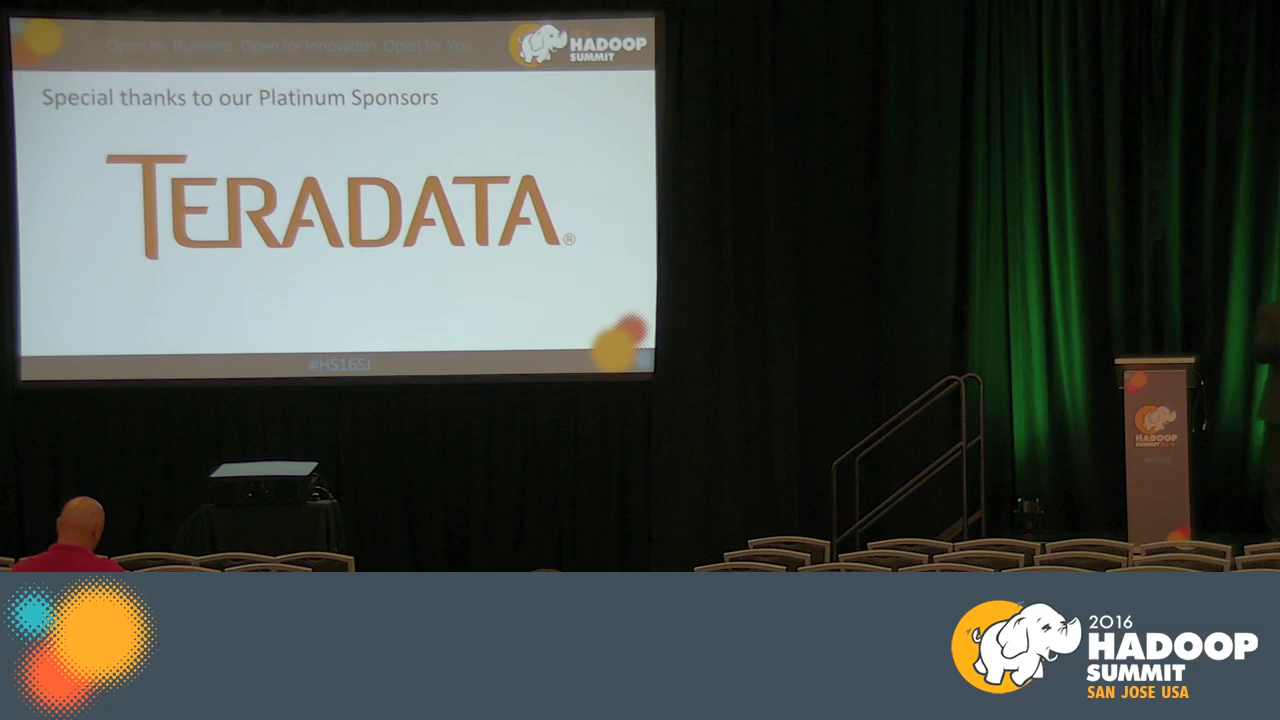 Open for Business. Open for Innovation. Open for You.
HADOOP
SUMMIT
Special thanks to our Platinum Sponsors
TERADATA®
#HS16SJ
HADOOP
SUMMIT
2016
HADOOP
SUMMIT
SAN JOSE USA